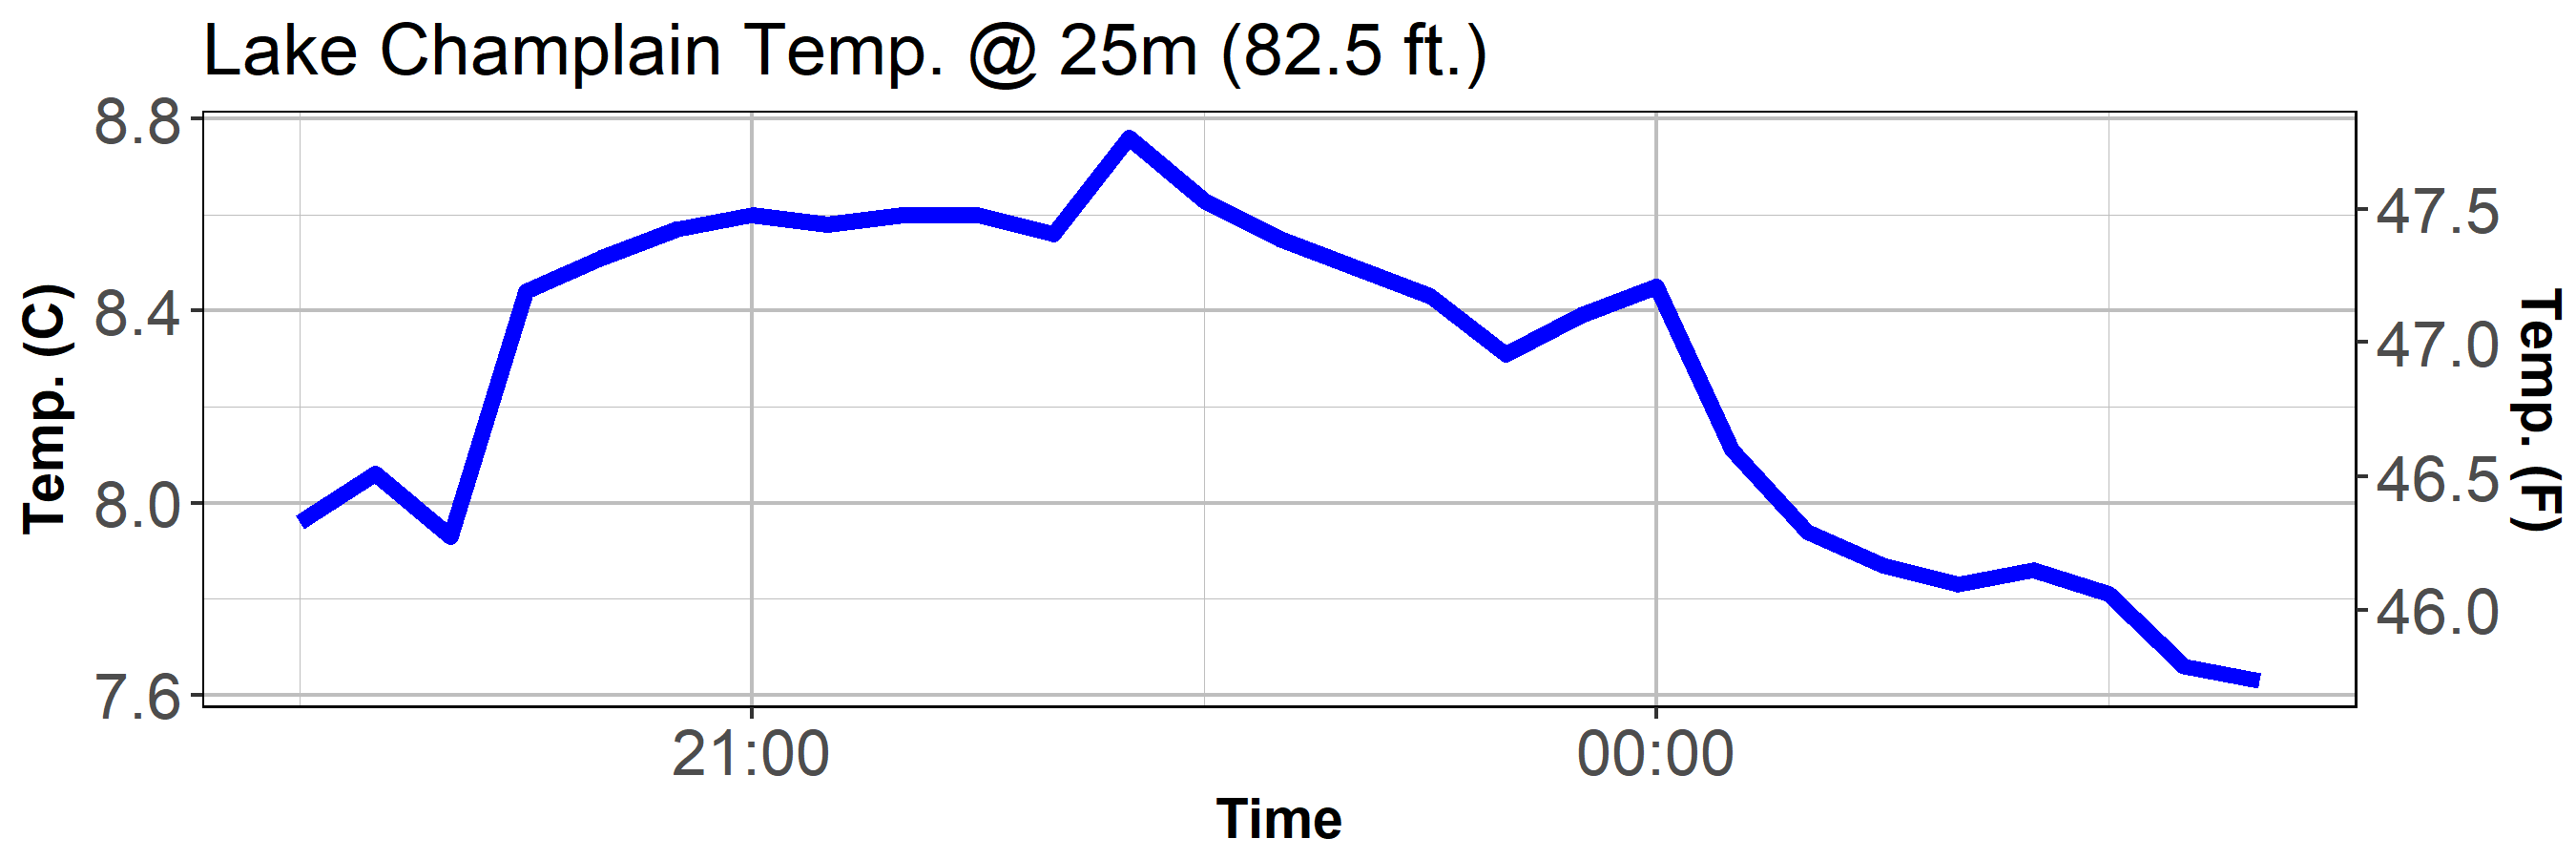 Lake Champlain Temp. @ 25m (82.5 ft.)
Temp. (C)
8.8
8.4
8.0
7.6
47.5
47.0
46.5
46.0
Temp. (F)
21:00
00:00
Time